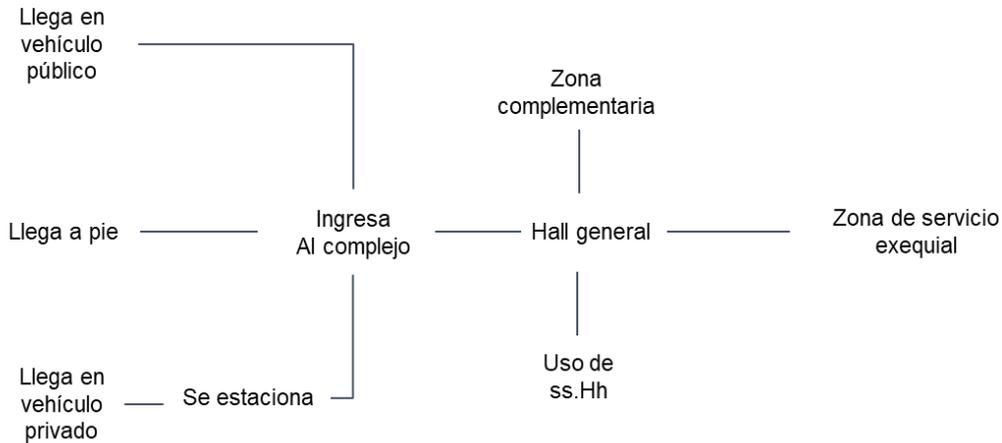 Llega en
vehículo
público
Zona
complementaria
Llega a pie
Ingresa
Al complejo
Hall general
Zona de servicio
exequial
Uso de
ss.Hh
Llega en
vehículo
privado
Se estaciona